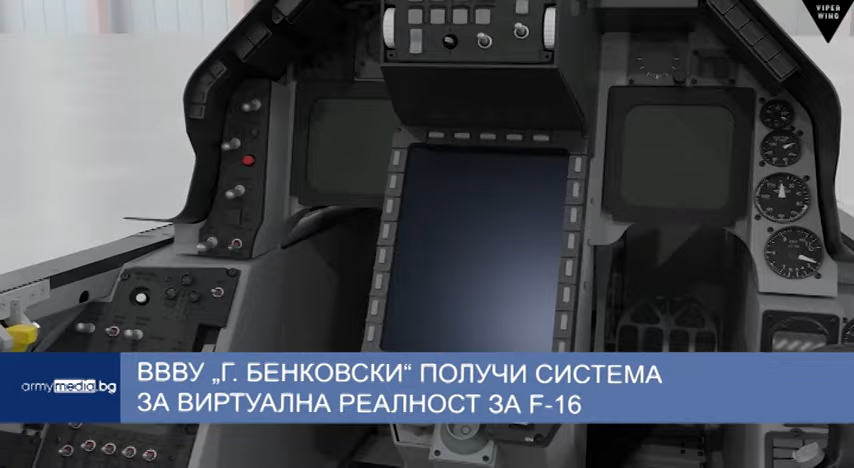 VIPER
WING
armymedia.bg
ВВВУ „Г. БЕНКОВСКИ“ ПОЛУЧИ СИСТЕМА
ЗА ВИРТУАЛНА РЕАЛНОСТ ЗА F-16